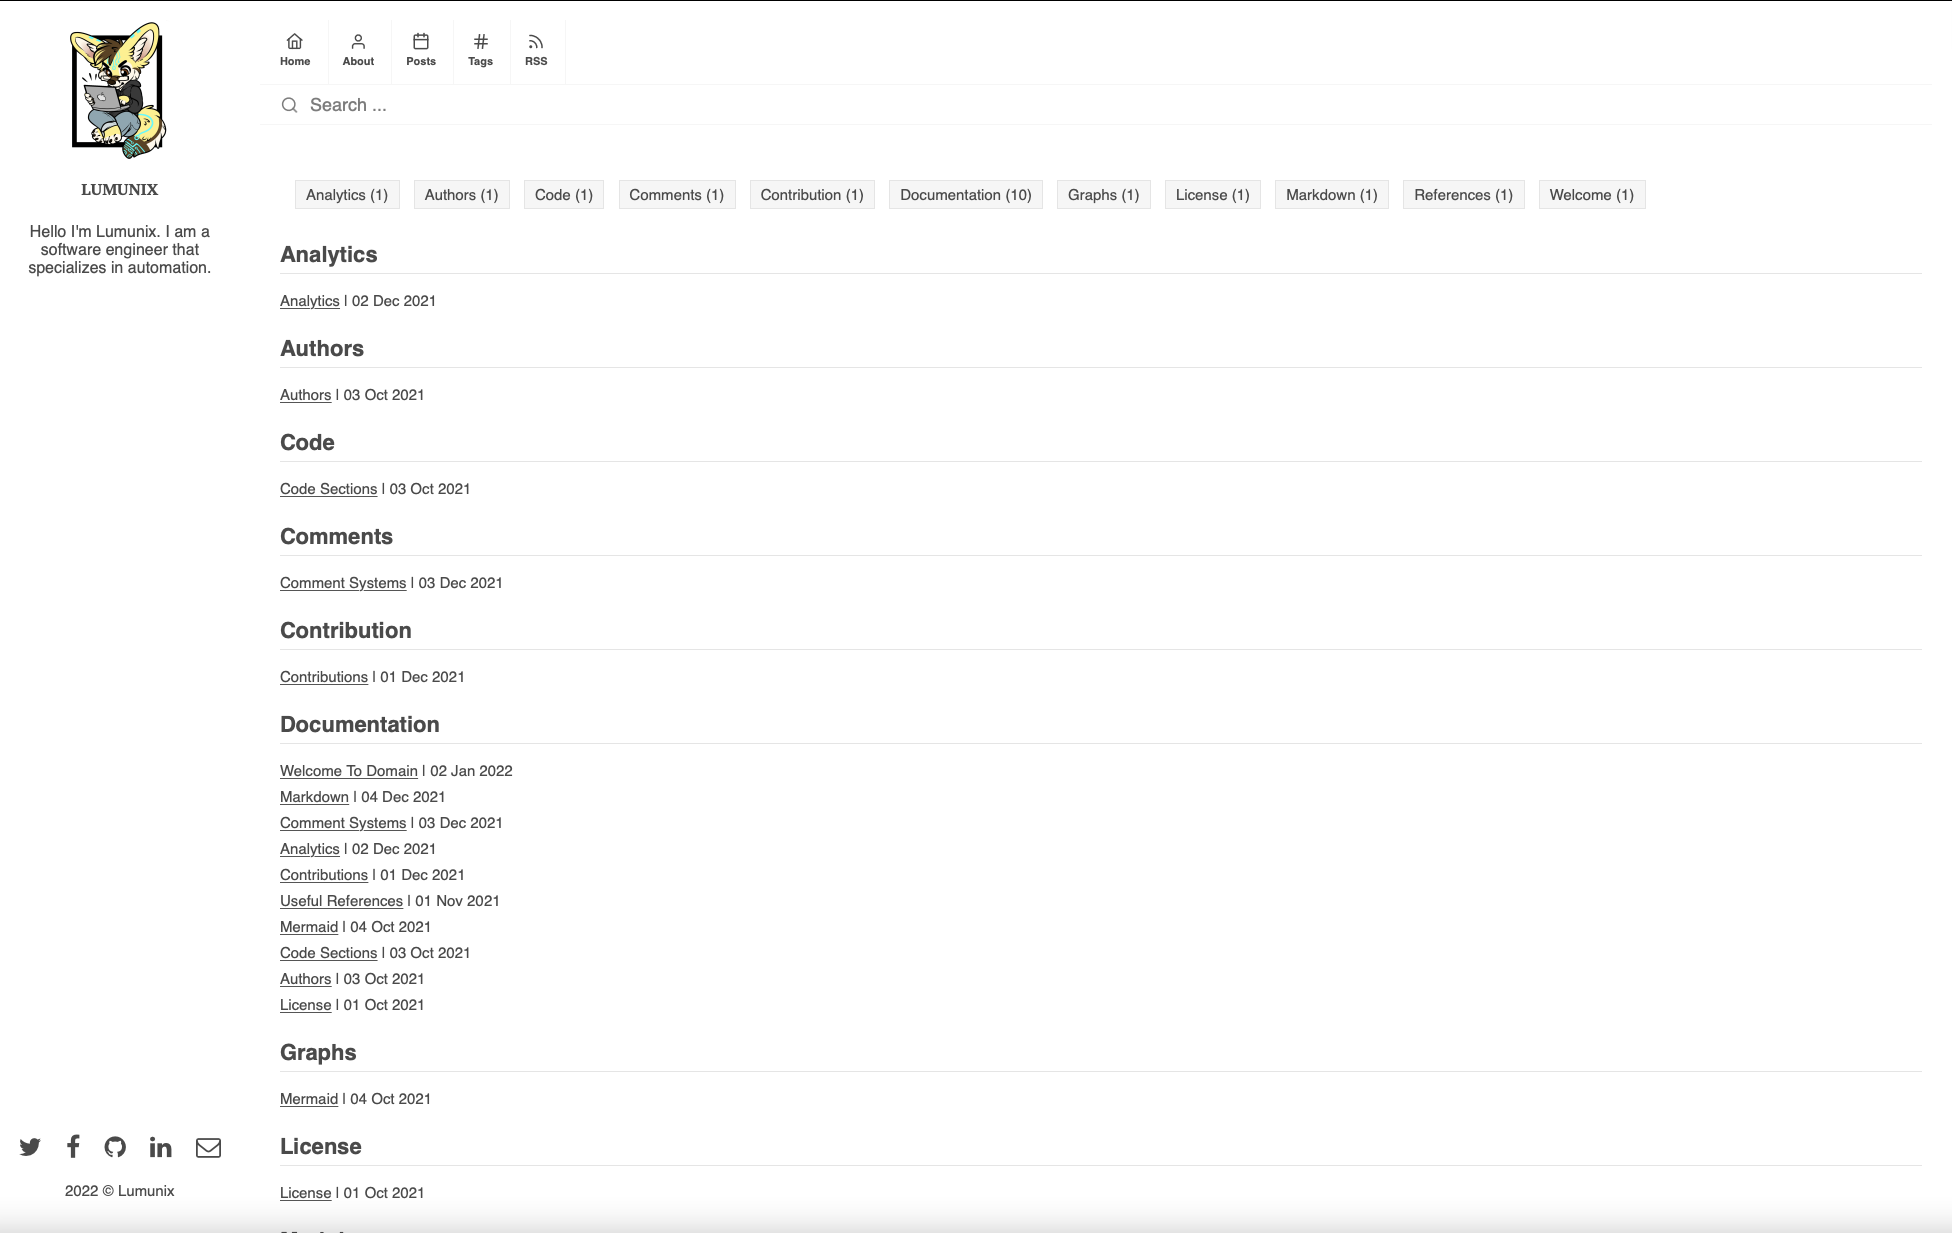 LUMUNIX
Hello I'm Lumunix. I am a
software engineer that
specializes in automation.
2022 © Lumunix
Home About Posts Tags RSS
Search ...
Analytics (1) Authors (1) Code (1) Comments (1) Contribution (1) Documentation (10) Graphs (1) License (1) Markdown (1) References (1) Welcome (1)
Analytics
Analytics | 02 Dec 2021
Authors
Authors | 03 Oct 2021
Code
Code Sections | 03 Oct 2021
Comments
Comment Systems | 03 Dec 2021
Contribution
Contributions | 01 Dec 2021
Documentation
Welcome To Domain | 02 Jan 2022
Markdown | 04 Dec 2021
Comment Systems | 03 Dec 2021
Analytics | 02 Dec 2021
Contributions | 01 Dec 2021
Useful References | 01 Nov 2021
Mermaid | 04 Oct 2021
Code Sections | 03 Oct 2021
Authors | 03 Oct 2021
License | 01 Oct 2021
Graphs
Mermaid | 04 Oct 2021
License
License | 01 Oct 2021